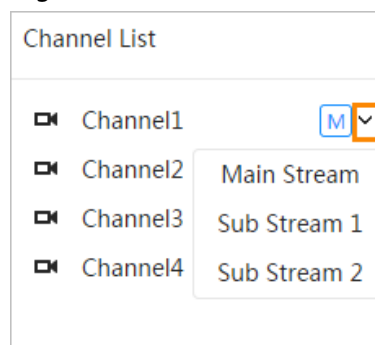 Channel List
Channel1 M
Channel2 Main Stream
Channel3 Sub Stream 1
Channel4 Sub Stream 2